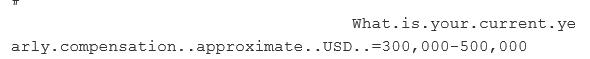 #
What.is.your.current.ye
arly.compensation..approximate..USD..=300,000-500,000